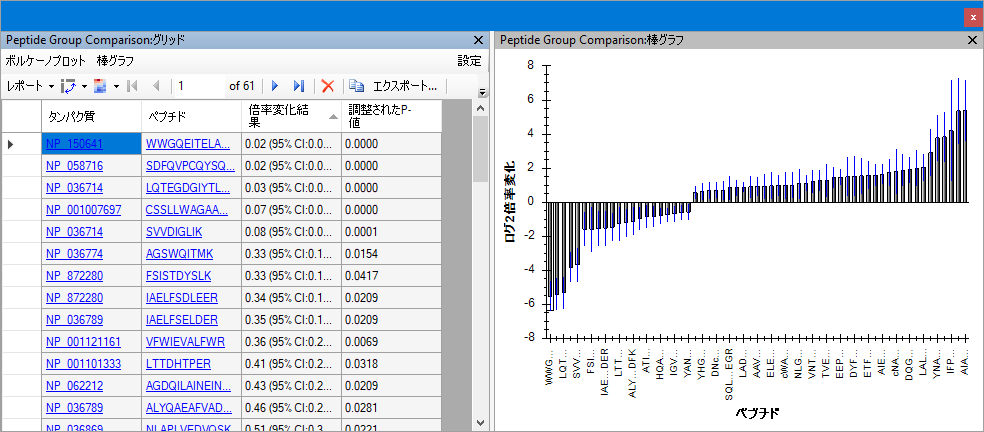 x
Peptide Group Comparison:グリッド
ボルケーノプロット 棒グラフ 設定
レポート 1 of 61 エクスポート...
タンパク質 ペプチド 倍率変化結果 調整されたP-値
NP_150641 WWGQEITELA... 0.02 (95% CI:0.0... 0.0000
NP_058716 SDFQVPCQYSQ... 0.02 (95% CI:0.0... 0.0000
NP_036714 LQTEGDGIYTL... 0.03 (95% CI:0.0... 0.0000
NP_001007697 CSSLLWAGAA... 0.07 (95% CI:0.0... 0.0000
NP_036714 SVVDIGLIK 0.08 (95% CI:0.0... 0.0001
NP_036774 AGSWQITMK 0.33 (95% CI:0.1... 0.0154
NP_872280 FSISTDYSLK 0.33 (95% CI:0.1... 0.0417
NP_872280 IAELFSDLEER 0.34 (95% CI:0.1... 0.0209
NP_036789 IAELFSELDER 0.35 (95% CI:0.1... 0.0209
NP_001121161 VFWIEVALFWR 0.36 (95% CI:0.2... 0.0069
NP_001101333 LTTDHTPER 0.41 (95% CI:0.2... 0.0318
NP_062212 AGDQILAINEIN... 0.43 (95% CI:0.2... 0.0209
NP_036789 ALYQAEAFVAD... 0.46 (95% CI:0.2... 0.0281
NP_036869 NLAPLVEDVQSK 0.51 (95% CI:0.3... 0.0221
Peptide Group Comparison:棒グラフ
8
6
4
2
0
-2
-4
-6
-8
ログ2倍率変化
WWG... LQT... SVV... FSI... IAE...DER LTT... ALY...DFK ATI... HQA... IGV... YAN... YHG... DNc... SQL...EGR LAD... AAV... ELE... cWA... NLG... VNT... TVE... EEP... DYF... ETF... AIE... cNA... DQG... LAL... YNA... IFP... AIA...
ペプチド